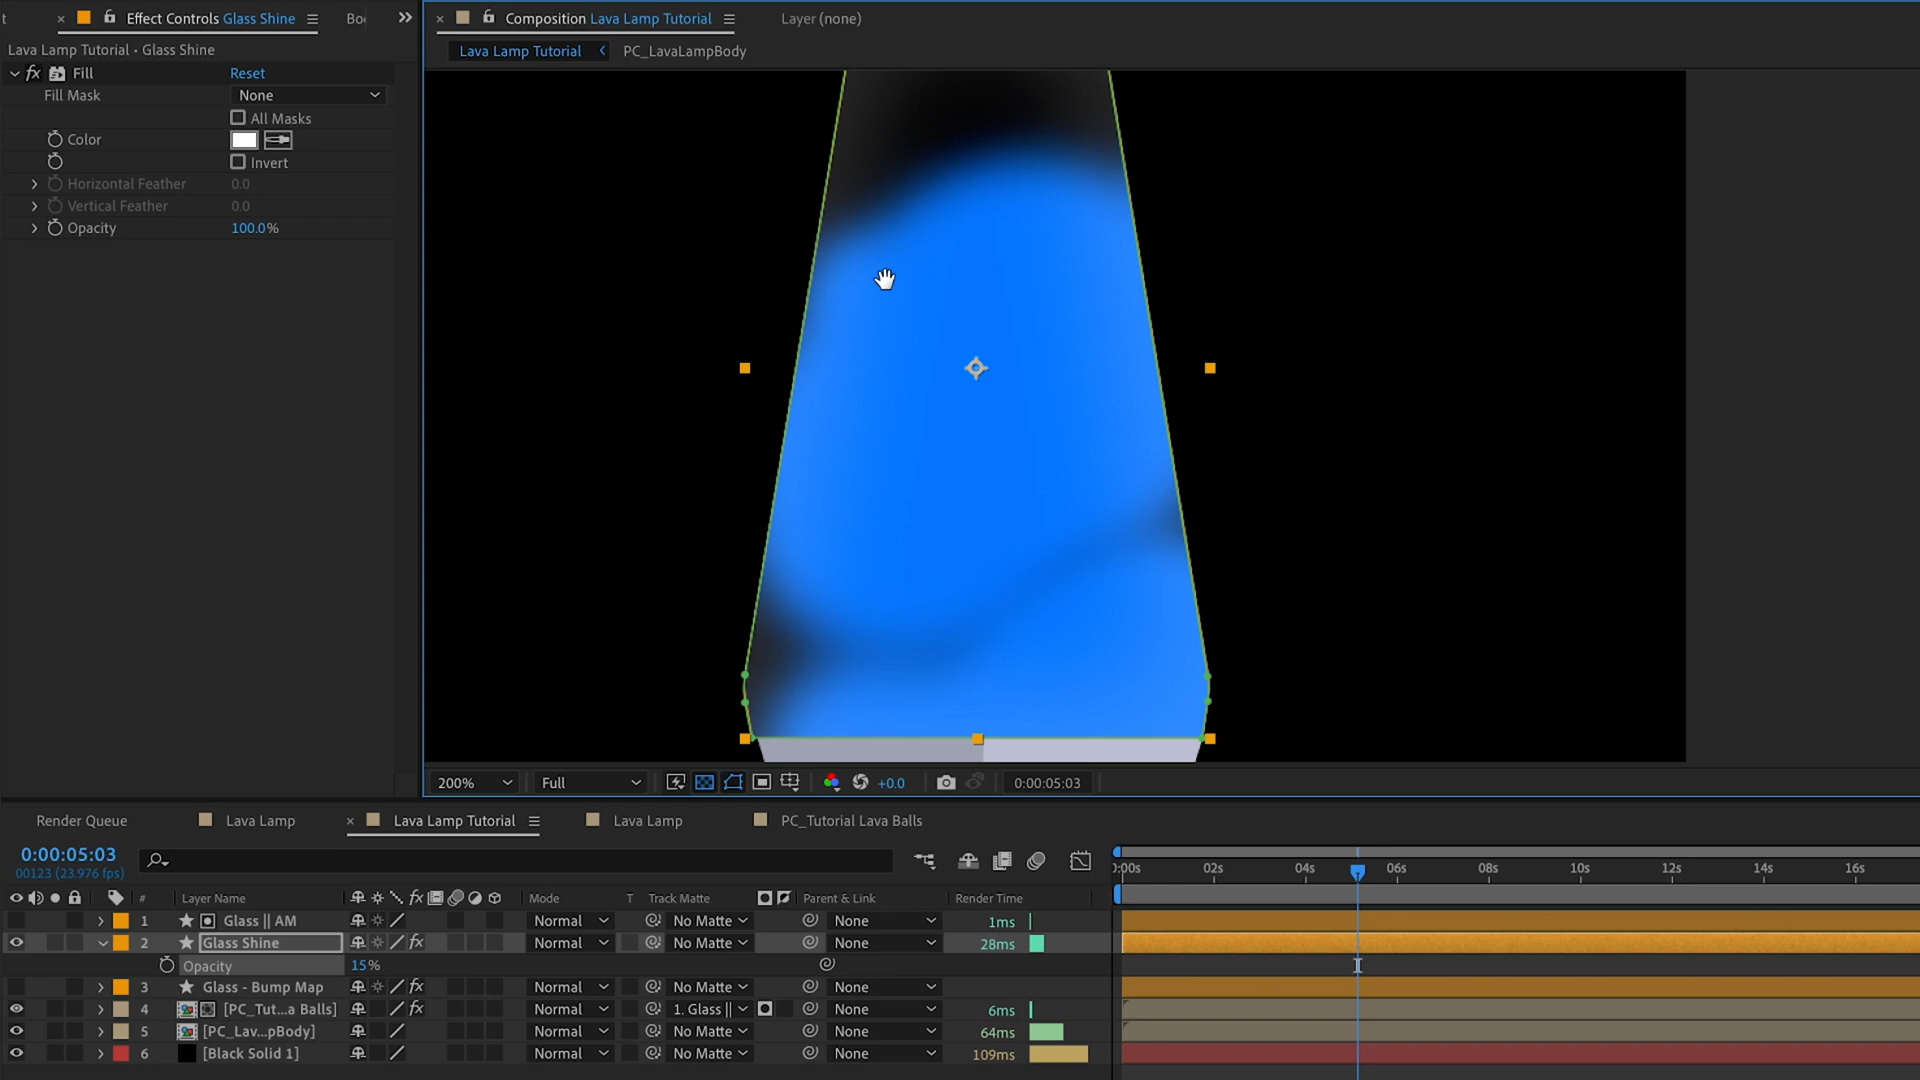 t × Effect Controls Glass Shine Bo
Composition Lava Lamp Tutorial
Layer (none)
Lava Lamp Tutorial • Glass Shine
Lava Lamp Tutorial PC_LavaLampBody
fx Fill Reset
Fill Mask None
All Masks
Color
Invert
Horizontal Feather 0.0
Vertical Feather 0.0
Opacity 100.0%
200% Full +0.0 0:00:05:03
Render Queue Lava Lamp Lava Lamp Tutorial Lava Lamp PC_Tutorial Lava Balls
0:00:05:03
00123 (23.976 fps)
):00s 02s 04s 06s 08s 10s 12s 14s 16s
# Layer Name fx Mode T Track Matte Parent & Link Render Time
1 Glass || AM Normal No Matte None 1ms
2 Glass Shine fx Normal No Matte None 28ms
Opacity 15%
3 Glass - Bump Map fx Normal No Matte None
4 [PC_Tut...a Balls] fx Normal 1. Glass || None 6ms
5 [PC_Lav...pBody] Normal No Matte None 64ms
6 [Black Solid 1] Normal No Matte None 109ms